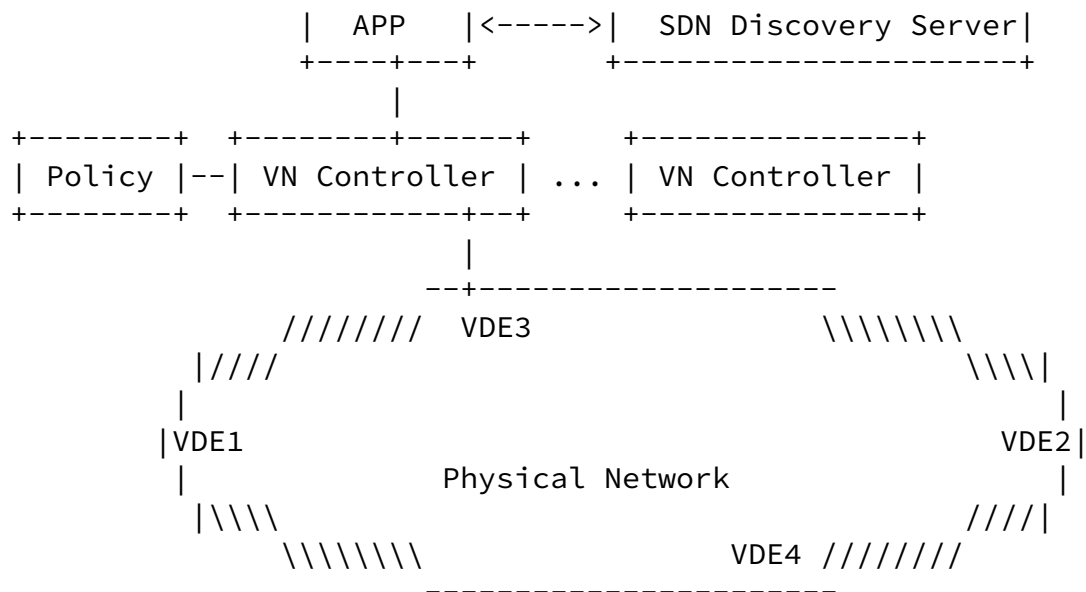 | APP |<----->| SDN Discovery Server|
+----+---+ +----------------------+
|
+--------+ +--------+------+ +---------------+
| Policy |--| VN Controller | ... | VN Controller |
+--------+ +------------+--+ +---------------+
|
--+-------------------
//////// VDE3 \\\\\\\\
|//// \\\\|
| |
|VDE1 VDE2|
| Physical Network |
|\\\\ ////|
\\\\\\\\ VDE4 ////////
----------------------